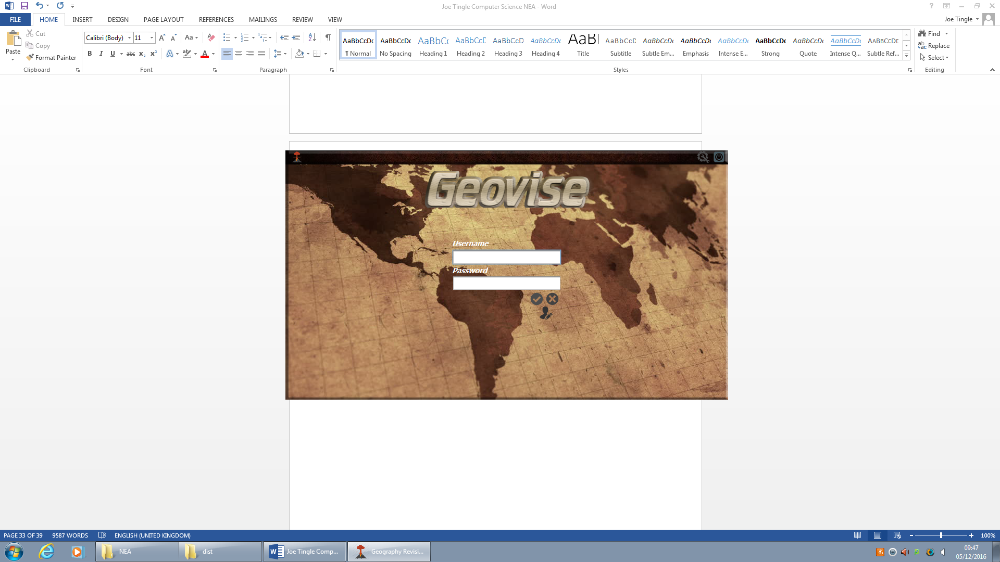 Joe Tingle Computer Science NEA - Word
FILE HOME INSERT DESIGN PAGE LAYOUT REFERENCES MAILINGS REVIEW VIEW
Joe Tingle
Paste
Cut
Copy
Format Painter
Clipboard
Calibri (Body) 11
Aa
B I U abc X₂ X²
Font
Paragraph
AaBbCcDc AaBbCcDc AaBbCc AaBbCcD AaBbCcD AaBbCcDc AaBl AaBbCcD AaBbCcDc AaBbCcDc AaBbCcDc AaBbCcDc AaBbCcDc AaBbCcDc AABBCCDD
¶ Normal No Spacing Heading 1 Heading 2 Heading 3 Heading 4 Title Subtitle Subtle Em... Emphasis Intense E... Strong Quote Intense Q... Subtle Ref...
Styles
Find
Replace
Select
Editing
Geovise
Username
Password
PAGE 33 OF 39 9587 WORDS ENGLISH (UNITED KINGDOM)
100%
NEA
dist
Joe Tingle Comp...
Geography Revisi...
09:47
05/12/2016